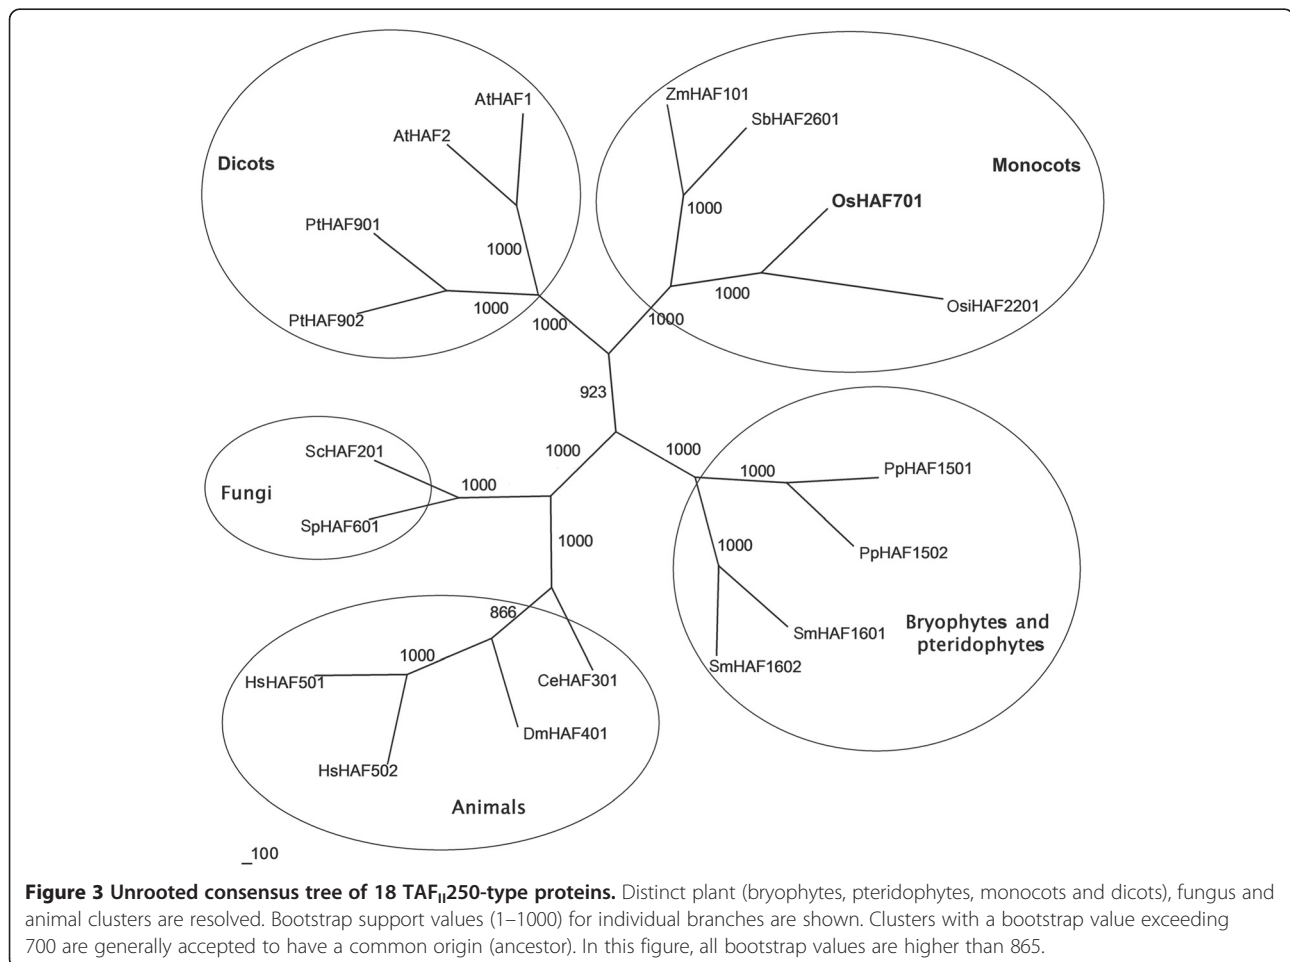 AtHAF1
AtHAF2
Dicots
PtHAF901
PtHAF902
1000
1000
1000
ZmHAF101
SbHAF2601
Monocots
OsHAF701
1000
1000
OsiHAF2201
1000
923
ScHAF201
Fungi
SpHAF601
1000
1000
1000
1000
1000
PpHAF1501
PpHAF1502
1000
SmHAF1601
SmHAF1602
Bryophytes and
pteridophytes
866
1000
HsHAF501
CeHAF301
DmHAF401
HsHAF502
Animals
100
Figure 3 Unrooted consensus tree of 18 TAFII250-type proteins. Distinct plant (bryophytes, pteridophytes, monocots and dicots), fungus and
animal clusters are resolved. Bootstrap support values (1–1000) for individual branches are shown. Clusters with a bootstrap value exceeding
700 are generally accepted to have a common origin (ancestor). In this figure, all bootstrap values are higher than 865.